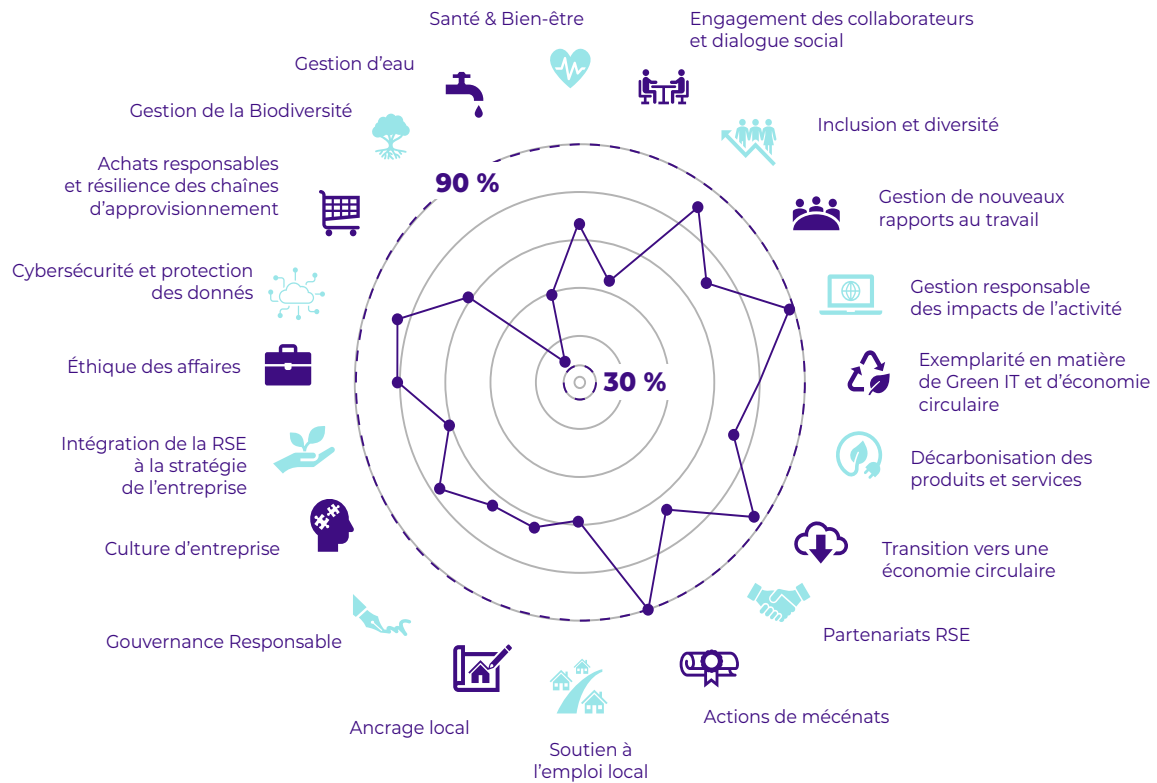 Santé & Bien-être
Engagement des collaborateurs
et dialogue social
Gestion d’eau
Gestion de la Biodiversité
Inclusion et diversité
Achats responsables
et résilience des chaînes
d’approvisionnement
90 %
Gestion de nouveaux
rapports au travail
Cybersécurité et protection
des donnés
Gestion responsable
des impacts de l’activité
Éthique des affaires
30 %
Exemplarité en matière
de Green IT et d’économie
circulaire
Intégration de la RSE
à la stratégie
de l’entreprise
Décarbonisation des
produits et services
Culture d’entreprise
Transition vers une
économie circulaire
Gouvernance Responsable
Partenariats RSE
Ancrage local
Actions de mécénats
Soutien à
l’emploi local